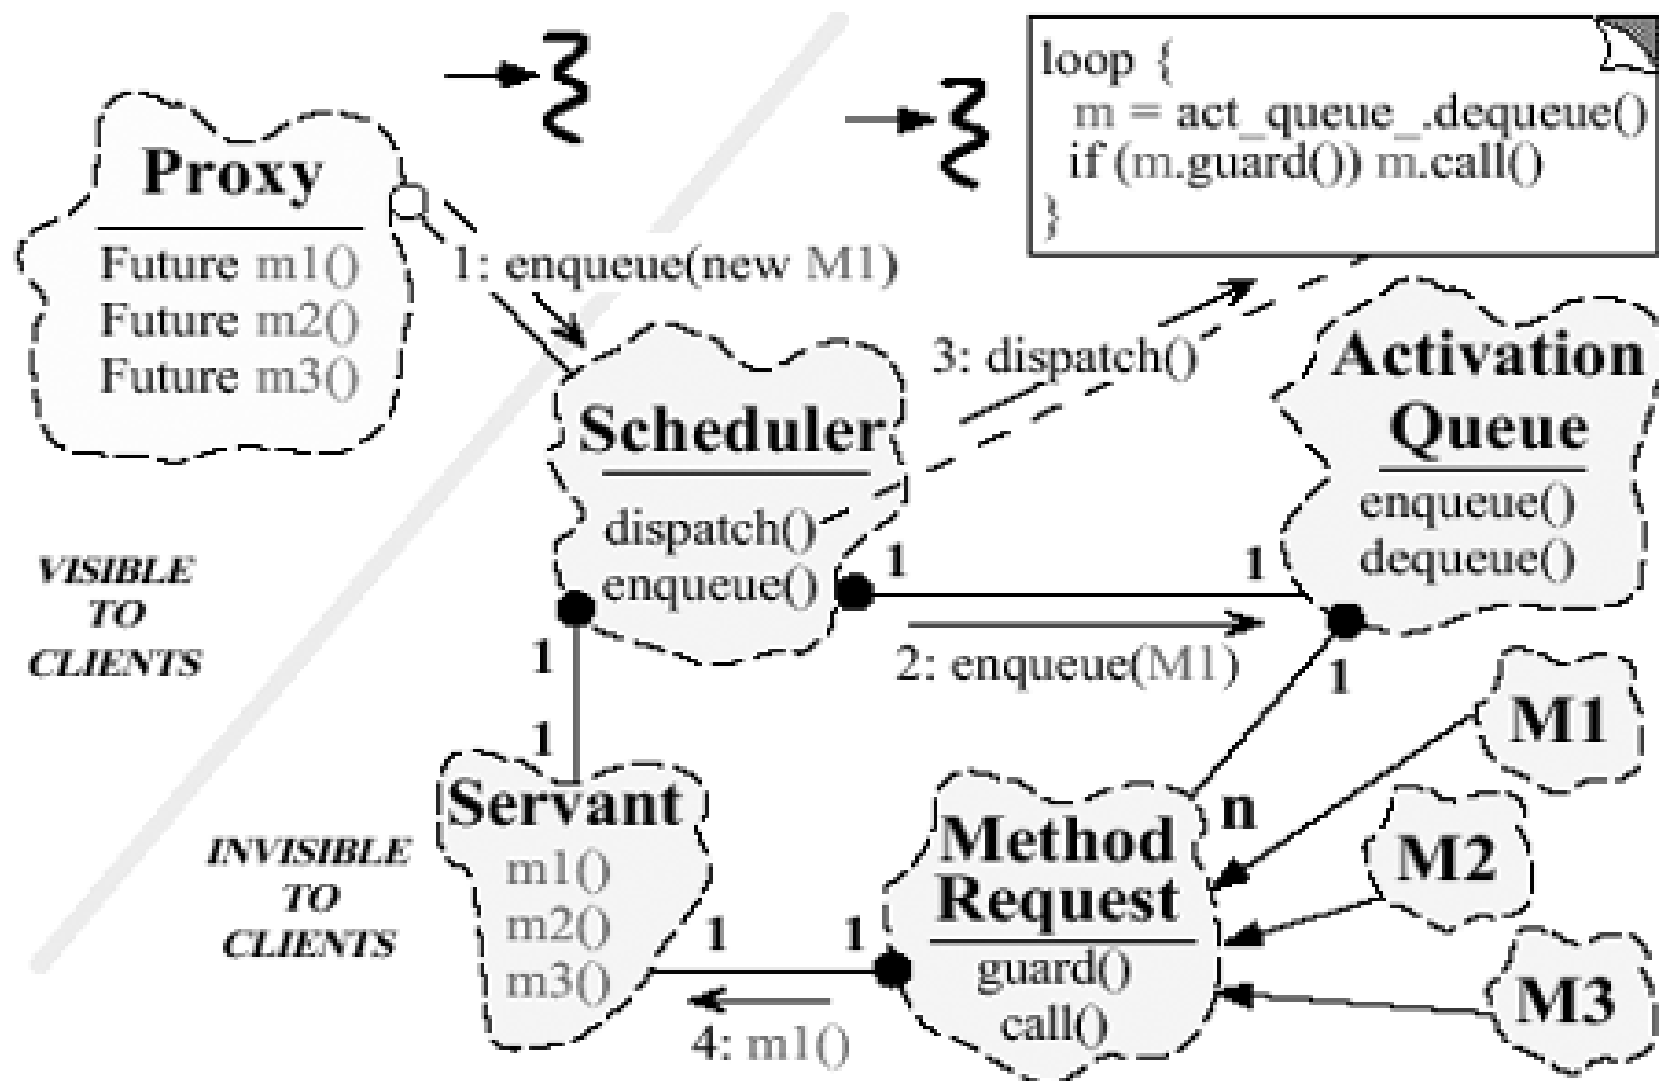 loop {
m = act_queue_.dequeue()
if (m.guard()) m.call()
}
Proxy
Future m1()
Future m2()
Future m3()
1: enqueue(new M1)
3: dispatch()
Scheduler
dispatch()
enqueue()
Activation
Queue
enqueue()
dequeue()
1
1
2: enqueue(M1)
VISIBLE
TO
CLIENTS
1
1
1
n
Servant
m1()
m2()
m3()
INVISIBLE
TO
CLIENTS
1
1
4: m1()
Method
Request
guard()
call()
M1
M2
M3